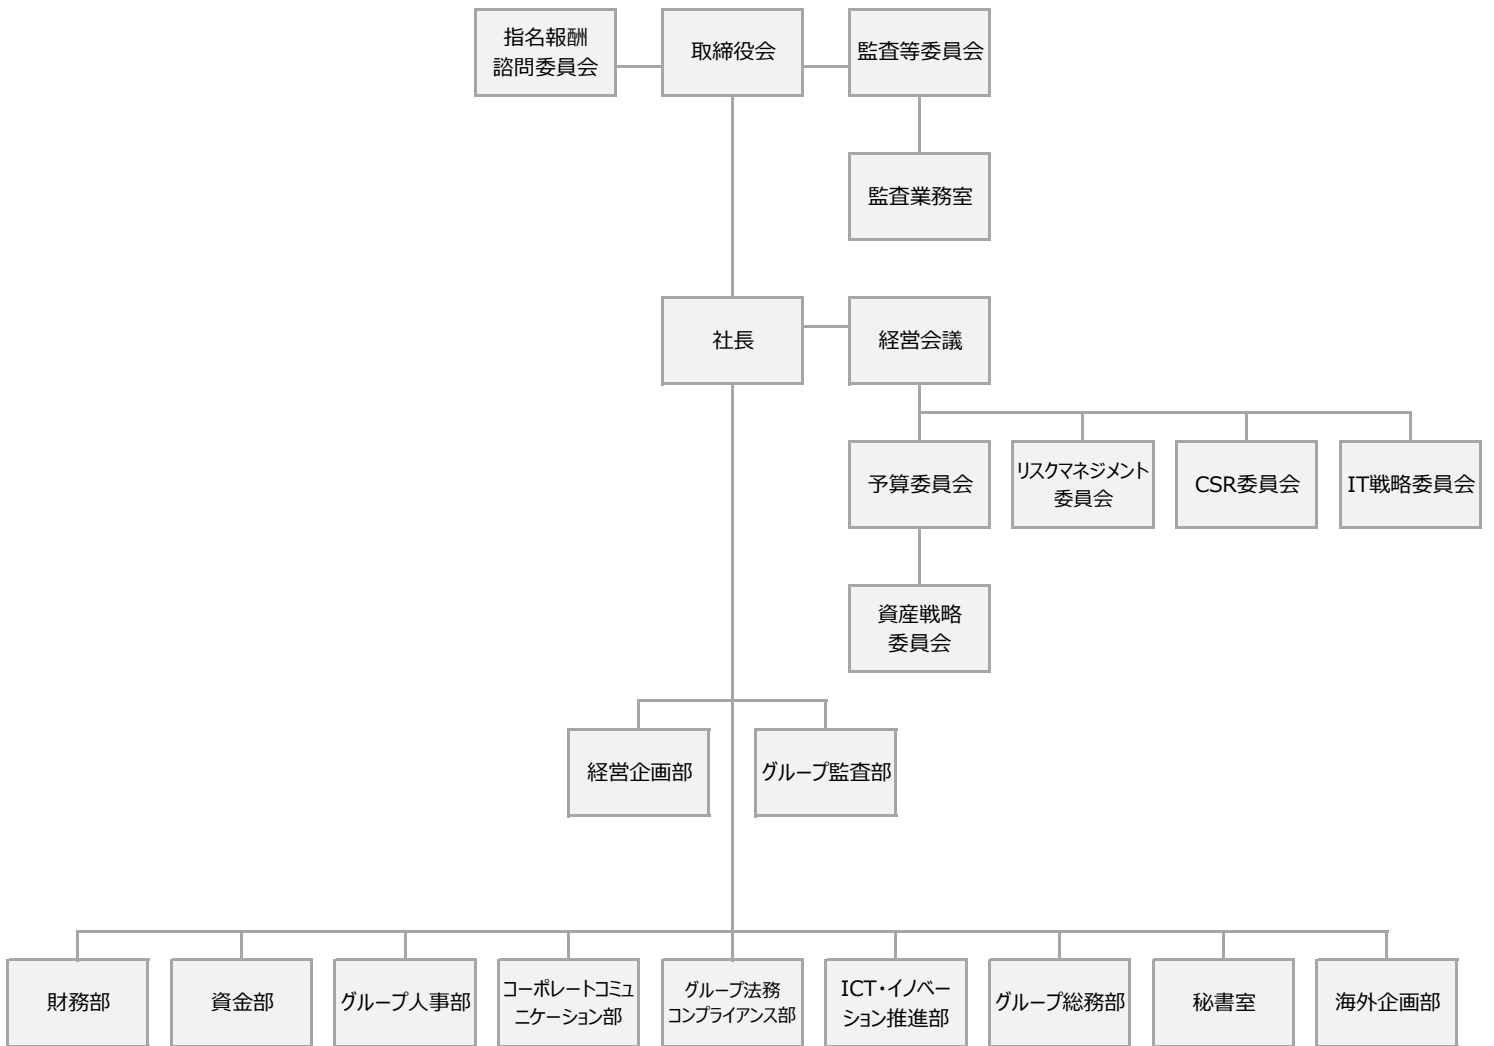 指名報酬
諮問委員会
取締役会
監査等委員会
監査業務室
社長
経営会議
予算委員会
リスクマネジメント
委員会
CSR委員会
IT戦略委員会
資産戦略
委員会
経営企画部
グループ監査部
財務部
資金部
グループ人事部
コーポレートコミュ
ニケーション部
グループ法務
コンプライアンス部
ICT・イノベー
ション推進部
グループ総務部
秘書室
海外企画部